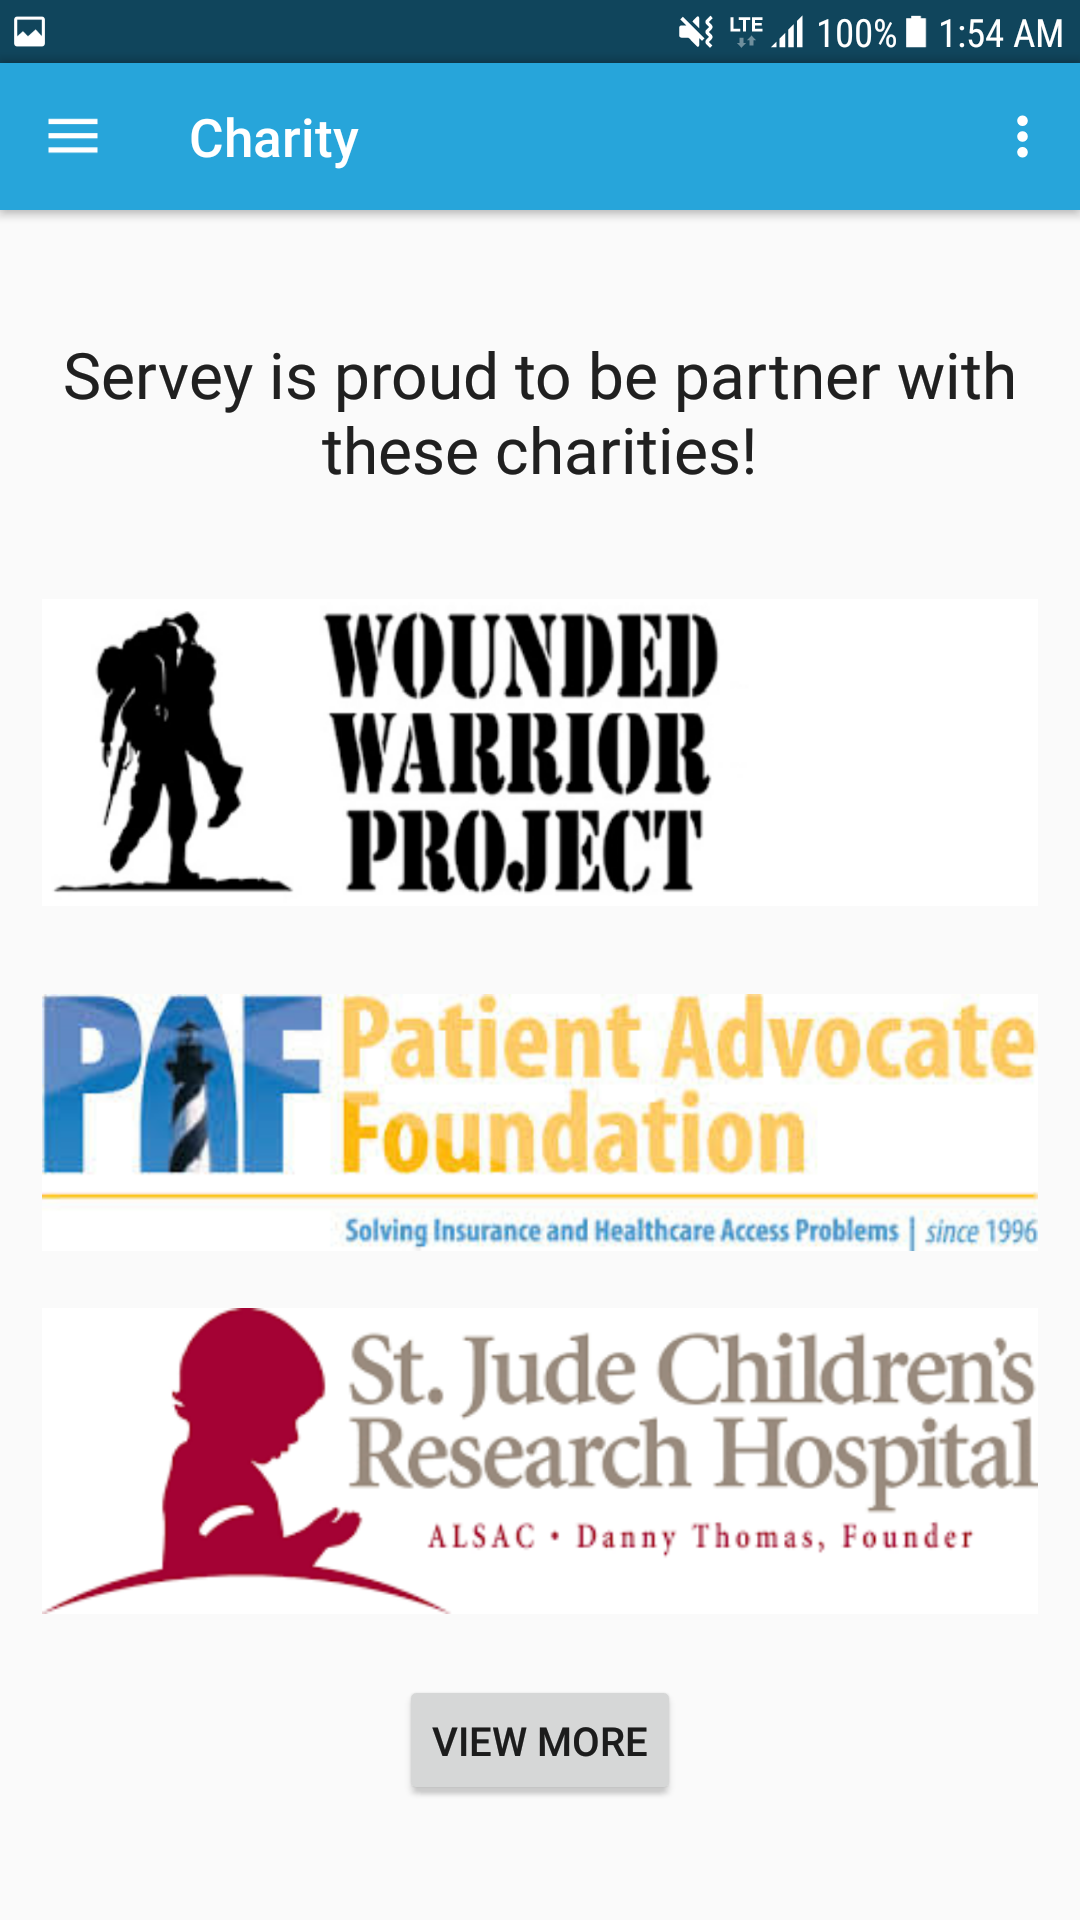 LTE 100% 1:54 AM
Charity
Servey is proud to be partner with
these charities!
WOUNDED
WARRIOR
PROJECT
PAF Patient Advocate
Foundation
Solving Insurance and Healthcare Access Problems | since 1996
St. Jude Children's
Research Hospital
ALSAC • Danny Thomas, Founder
VIEW MORE